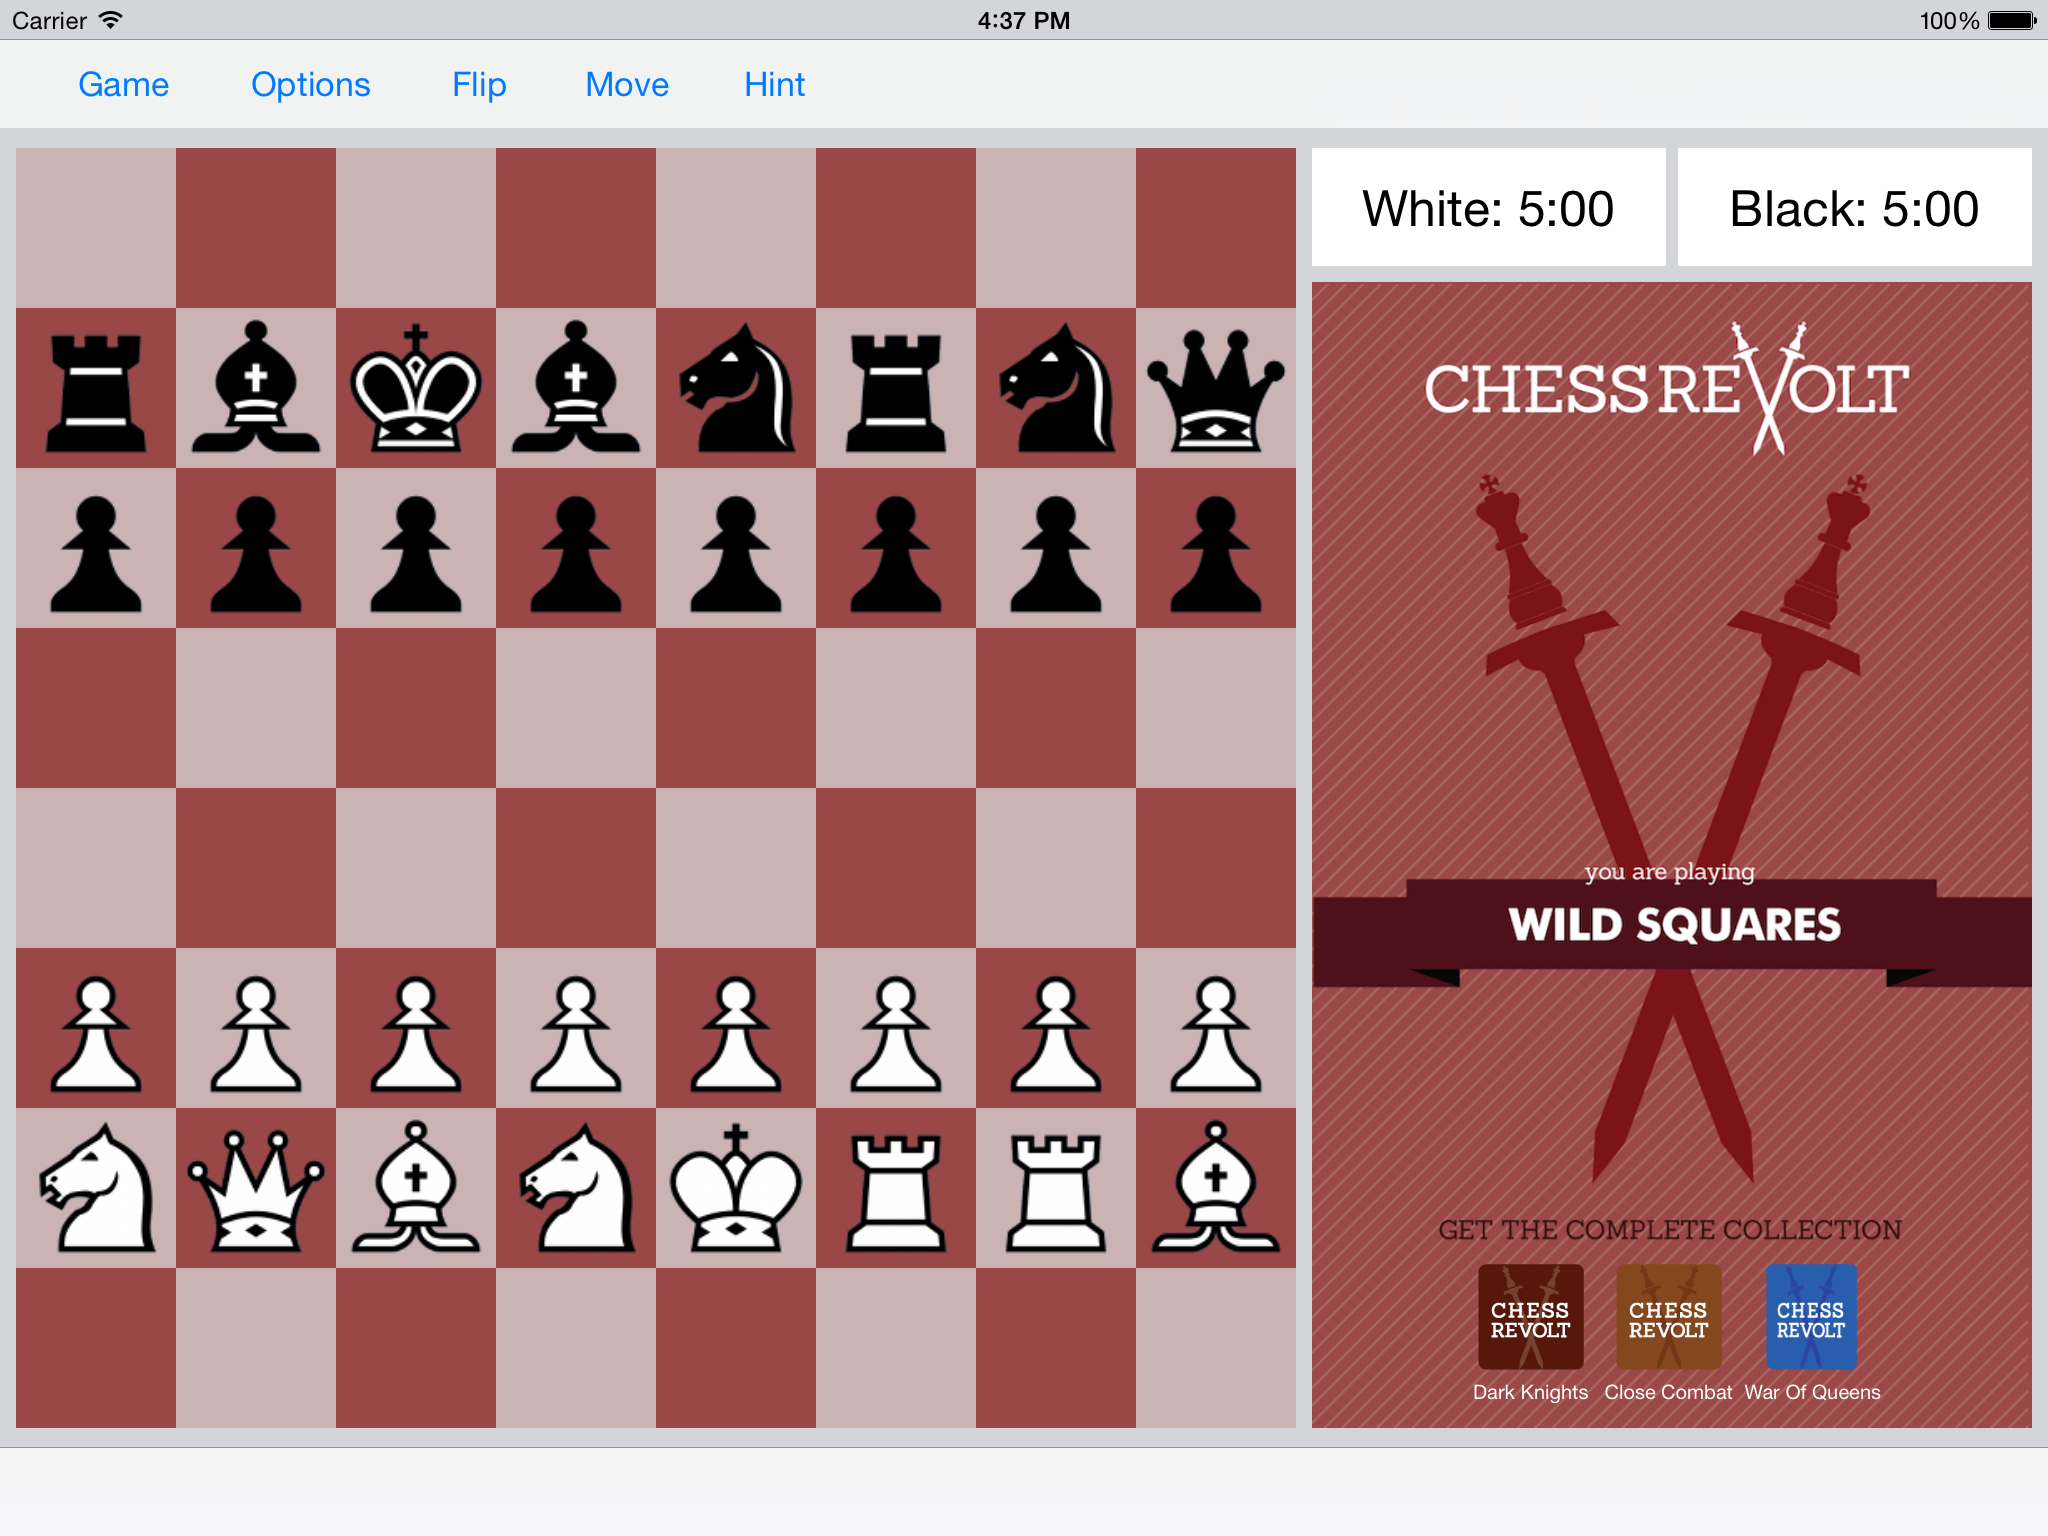 Carrier 4:37 PM 100%
Game Options Flip Move Hint
White: 5:00 Black: 5:00
CHESS REVOLT
you are playing
WILD SQUARES
GET THE COMPLETE COLLECTION
CHESS REVOLT CHESS REVOLT CHESS REVOLT
Dark Knights Close Combat War Of Queens